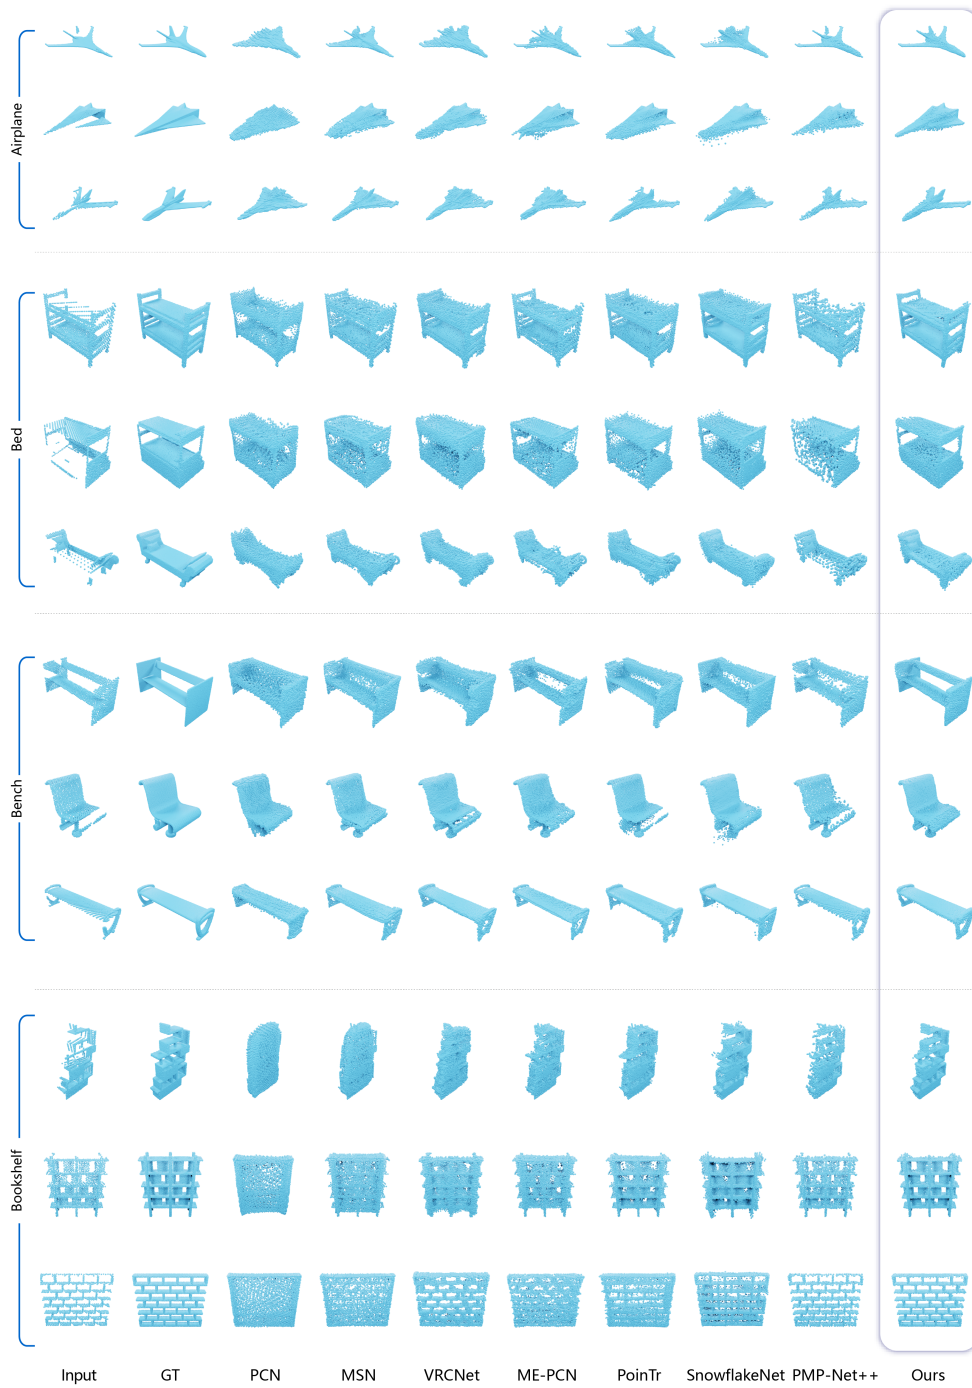 Airplane
Bed
Bench
Bookshelf
Input GT PCN MSN VRCNet ME-PCN PoinTr SnowflakeNet PMP-Net++ Ours